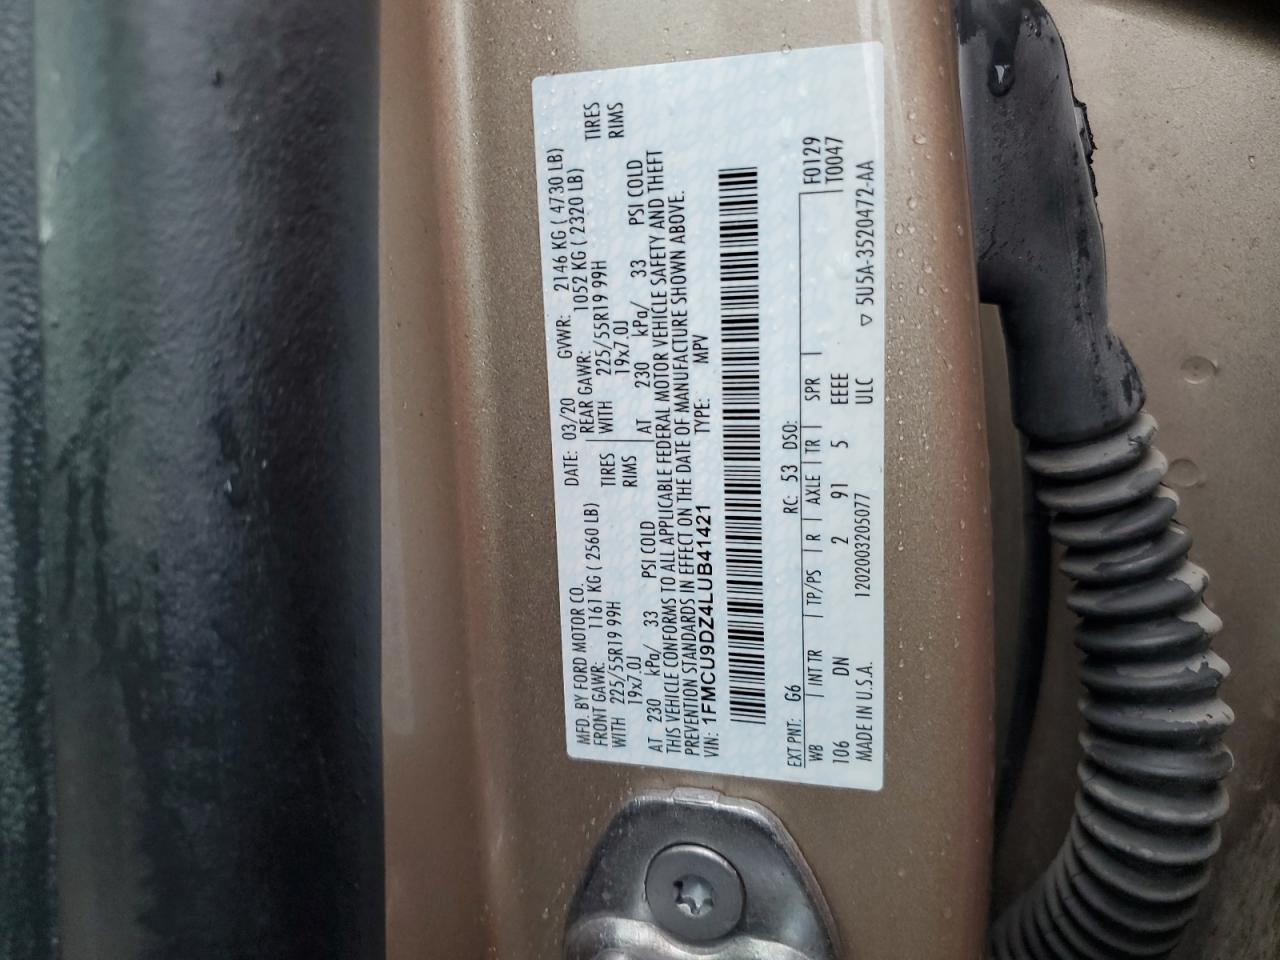 MFD. BY FORD MOTOR CO. DATE: 03/20 GVWR: 2146 KG ( 4730 LB)
FRONT GAWR: 1161 KG ( 2560 LB) REAR GAWR: 1052 KG ( 2320 LB)
WITH 225/55R19 99H TIRES WITH 225/55R19 99H TIRES
19x7.0J RIMS 19x7.0J RIMS
AT 230 kPa/ 33 PSI COLD AT 230 kPa/ 33 PSI COLD
THIS VEHICLE CONFORMS TO ALL APPLICABLE FEDERAL MOTOR VEHICLE SAFETY AND THEFT
PREVENTION STANDARDS IN EFFECT ON THE DATE OF MANUFACTURE SHOWN ABOVE.
VIN: 1FMCU9DZ4LUB41421 TYPE: MPV
EXT PNT: G6 RC: 53 DSO: F0129
WB INT TR TP/PS R AXLE TR SPR T0047
106 DN 2 91 5 EEE
MADE IN U.S.A. 120200320507​7 ULC ▽ 5U5A-3520472-AA